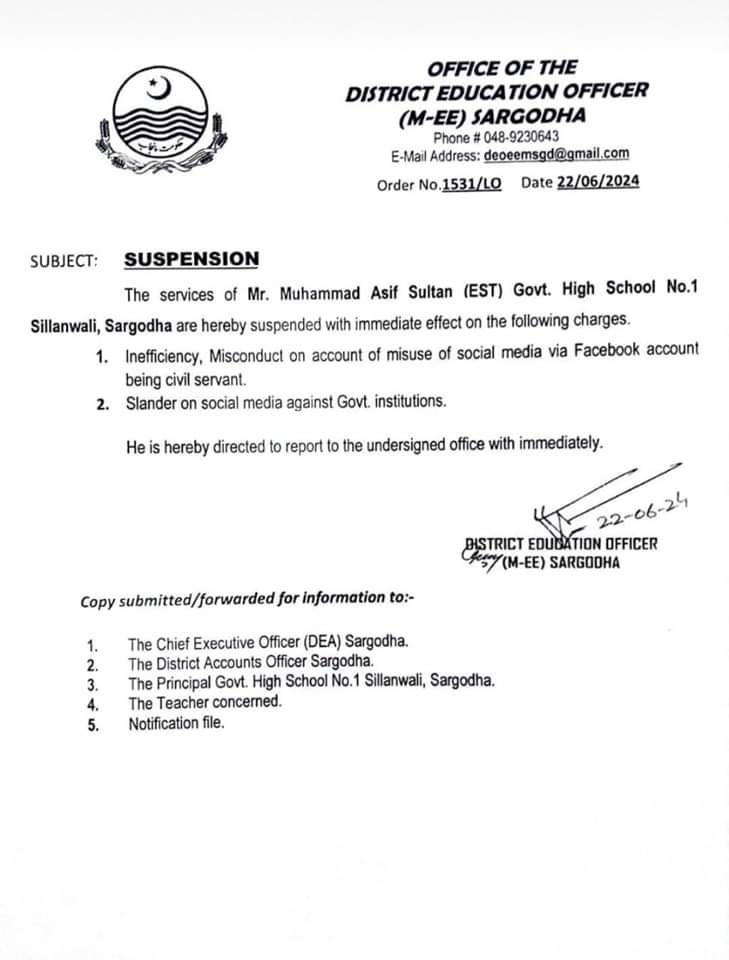 حکومت پنجاب
OFFICE OF THE
DISTRICT EDUCATION OFFICER
(M-EE) SARGODHA
Phone # 048-9230643
E-Mail Address: deoeemsgd@gmail.com
Order No.1531/LO Date 22/06/2024
SUBJECT: SUSPENSION
The services of Mr. Muhammad Asif Sultan (EST) Govt. High School No.1
Sillanwali, Sargodha are hereby suspended with immediate effect on the following charges.
1. Inefficiency, Misconduct on account of misuse of social media via Facebook account
being civil servant.
2. Slander on social media against Govt. institutions.
He is hereby directed to report to the undersigned office with immediately.
22-06-24
DISTRICT EDUCATION OFFICER
(M-EE) SARGODHA
Copy submitted/forwarded for information to:-
1. The Chief Executive Officer (DEA) Sargodha.
2. The District Accounts Officer Sargodha.
3. The Principal Govt. High School No.1 Sillanwali, Sargodha.
4. The Teacher concerned.
5. Notification file.